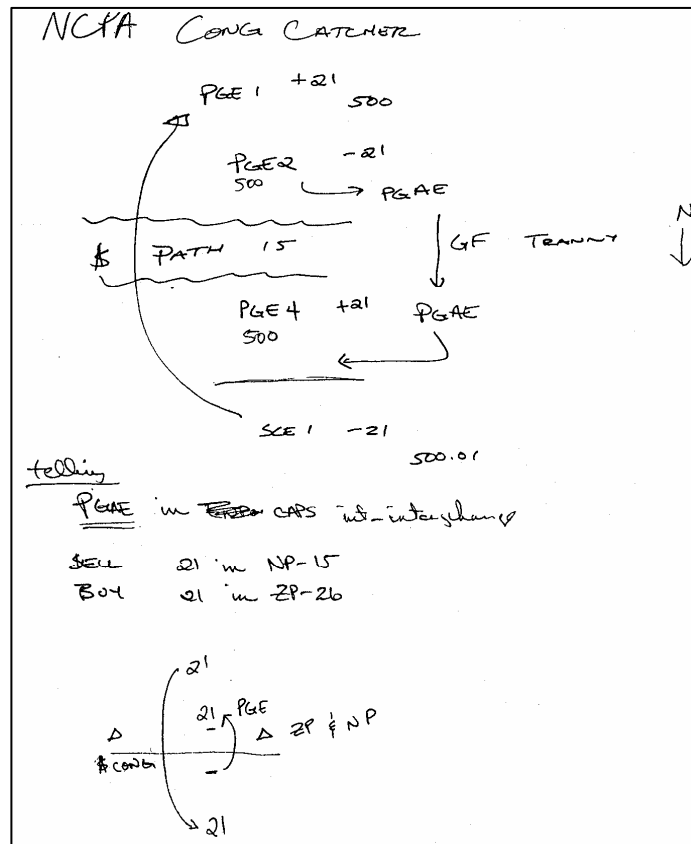 NCPA CONG CATCHER
PGE 1 +21
500
PGE2 -21
500
PGAE
$ PATH 15
GF TRANNY
N
PGE 4 +21 PGAE
500
SCE 1 -21
500.01
telling
PGAE in CAPS int-interchange
SELL 21 in NP-15
BUY 21 in ZP-26
21
21 PGE
Δ Δ ZP & NP
$ CONG
21